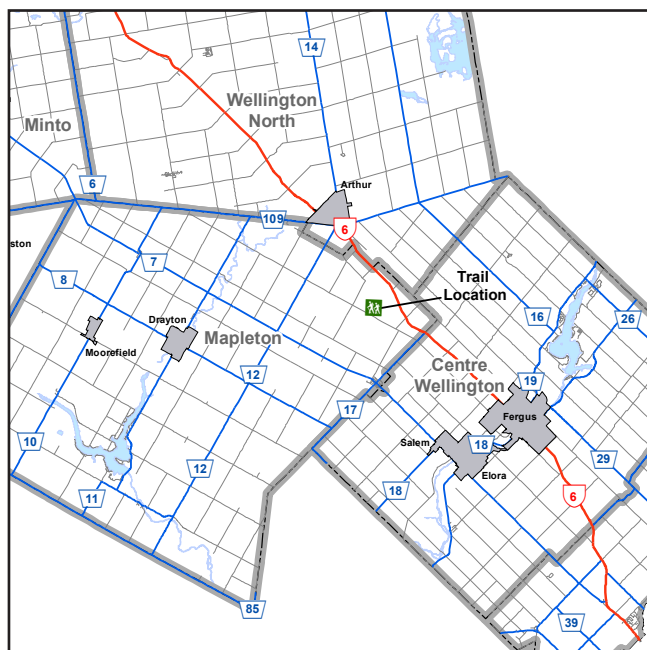 14
Wellington
North
Minto
6
Arthur
109
6
ston
7
8
Trail
Location
16
26
Drayton
Mapleton
Moorefield
12
Centre
Wellington
19
17
Fergus
Salem
18
10
12
Elora
29
18
11
6
85
39